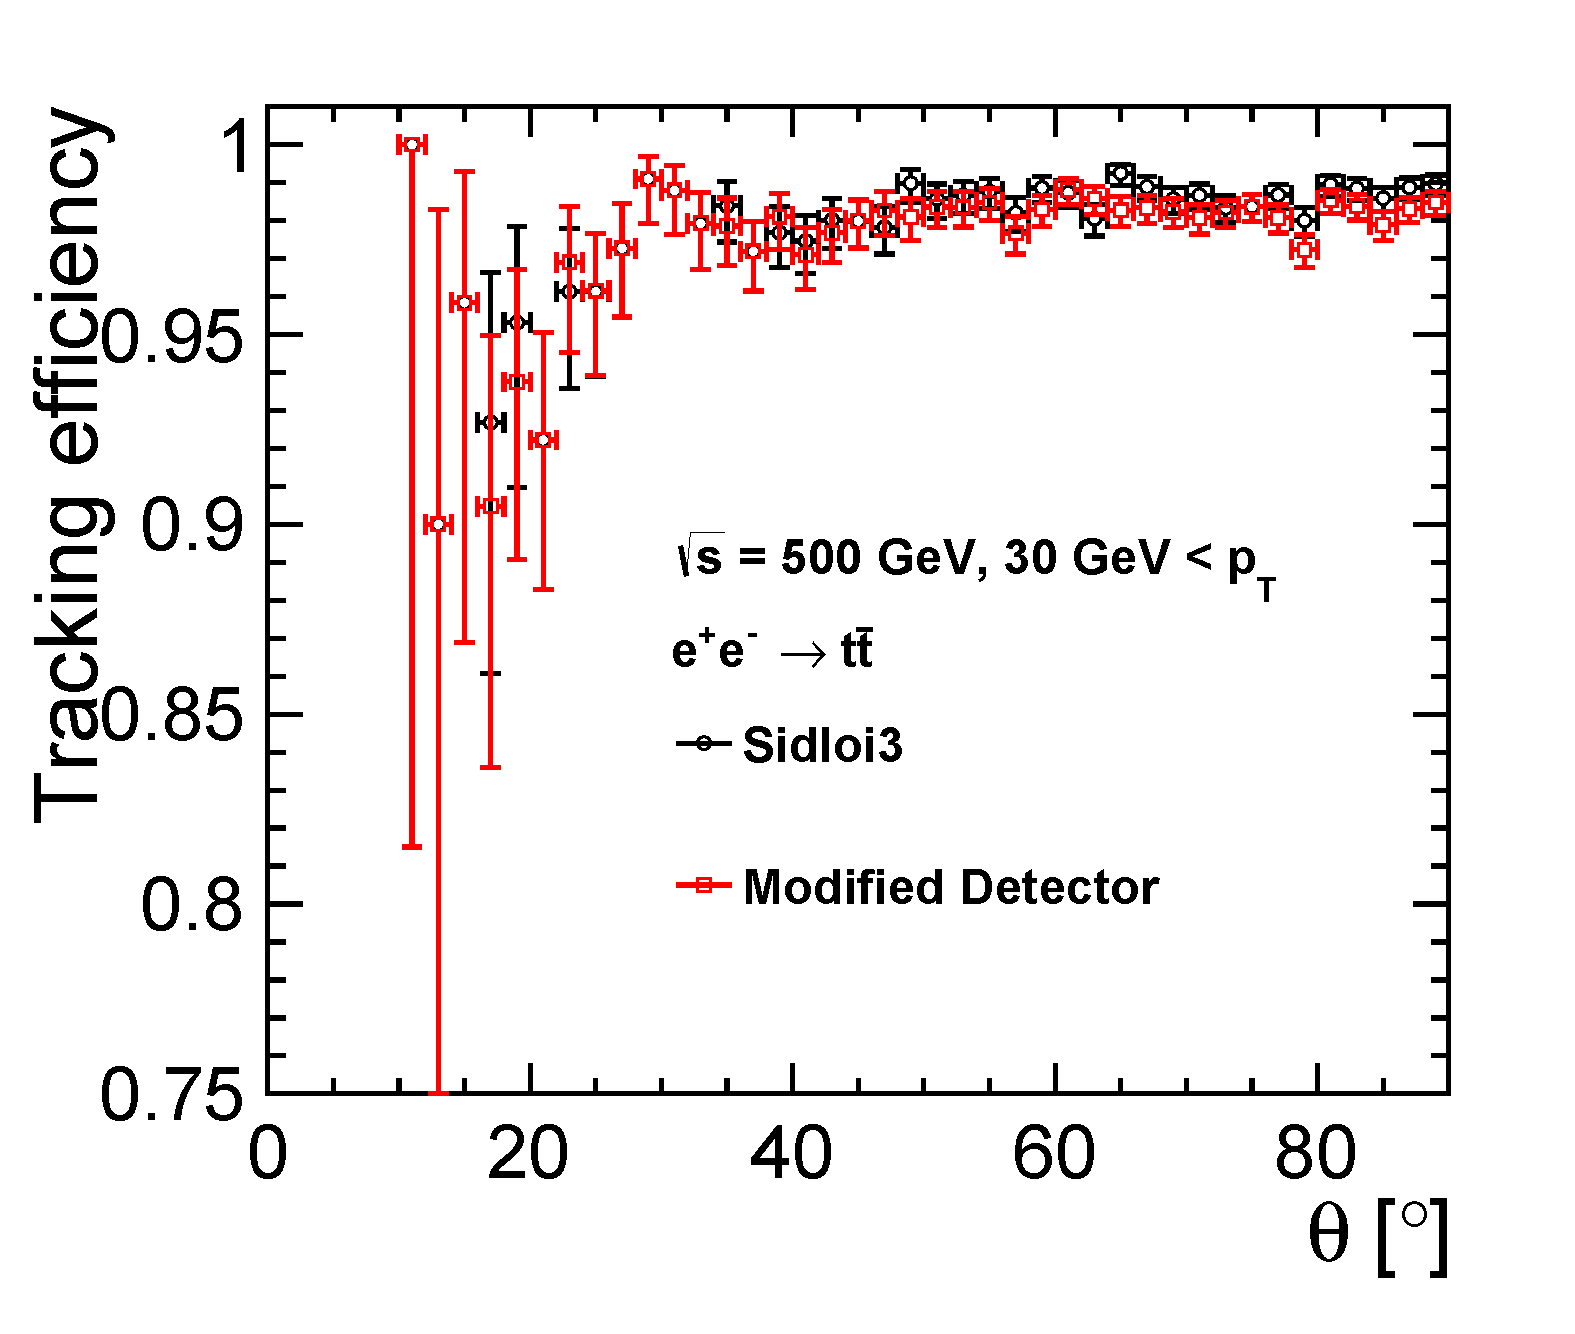 Tracking efficiency
1
0.95
0.9
0.85
0.8
0.75
√s = 500 GeV, 30 GeV < p_T
e⁺e⁻ → tt̄
Sidloi3
Modified Detector
0 20 40 60 80
θ [°]